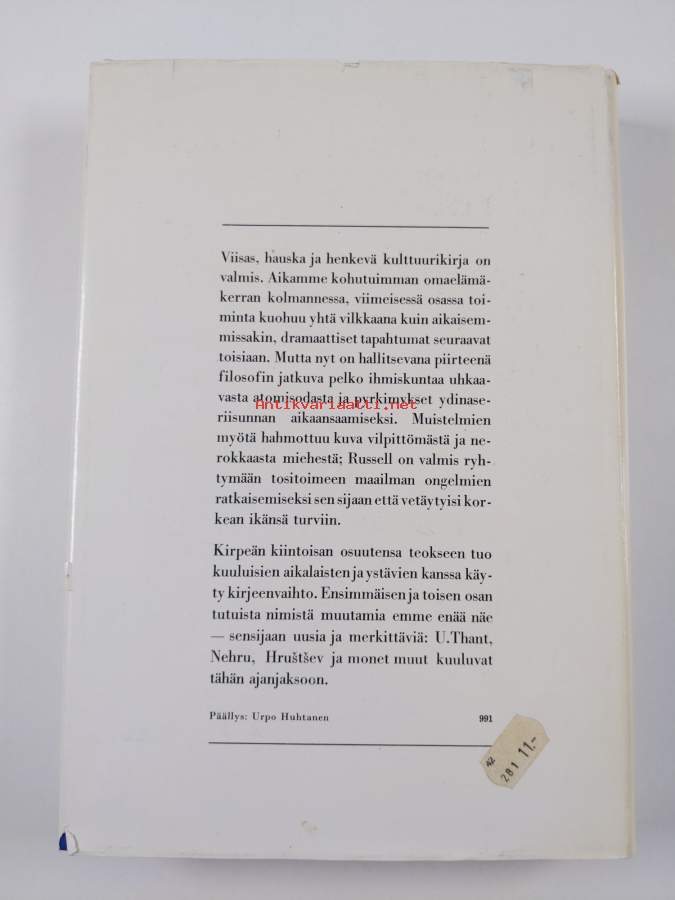 Viisas, hauska ja henkevä kulttuurikirja on
valmis. Aikamme kohutuimman omaelämä-
kerran kolmannessa, viimeisessä osassa toi-
minta kuohuu yhtä vilkkaana kuin aikaisem-
missakin, dramaattiset tapahtumat seuraavat
toisiaan. Mutta nyt on hallitsevana piirteenä
filosofin jatkuva pelko ihmiskuntaa uhkaa-
vasta atomisodasta ja pyrkimykset ydinase-
Antikvariaatti.net
riisunnan aikaansaamiseksi. Muistelmien
myötä hahmottuu kuva vilpittömästä ja ne-
rokkaasta miehestä; Russell on valmis ryh-
tymään tositoimeen maailman ongelmien
ratkaisemiseksi sen sijaan että vetäytyisi kor-
kean ikänsä turviin.
Kirpeän kiintoisan osuutensa teokseen tuo
kuuluisien aikalaisten ja ystävien kanssa käy-
ty kirjeenvaihto. Ensimmäisen ja toisen osan
tutuista nimistä muutamia emme enää näe
— sensijaan uusia ja merkittäviä: U.Thant,
Nehru, Hruštšev ja monet muut kuuluvat
tähän ajanjaksoon.
Päällys: Urpo Huhtanen 991
42
281 11,-